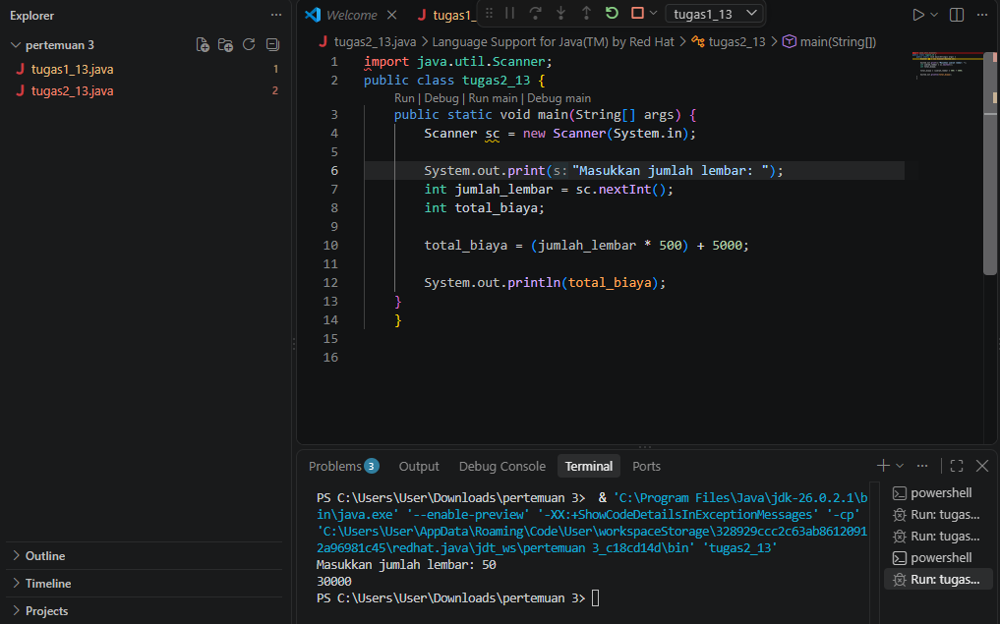 Explorer
pertemuan 3
tugas1_13.java 1
tugas2_13.java 2
Outline
Timeline
Projects
Welcome
tugas1_
tugas1_13
tugas2_13.java > Language Support for Java(TM) by Red Hat > tugas2_13 > main(String[])
1 import java.util.Scanner;
2 public class tugas2_13 {
Run | Debug | Run main | Debug main
3 public static void main(String[] args) {
4 Scanner sc = new Scanner(System.in);
5
6 System.out.print(s: "Masukkan jumlah lembar: ");
7 int jumlah_lembar = sc.nextInt();
8 int total_biaya;
9
10 total_biaya = (jumlah_lembar * 500) + 5000;
11
12 System.out.println(total_biaya);
13 }
14 }
15
16
Problems 3 Output Debug Console Terminal Ports
PS C:\Users\User\Downloads\pertemuan 3> & 'C:\Program Files\Java\jdk-26.0.2.1\b
in\java.exe' '--enable-preview' '-XX:+ShowCodeDetailsInExceptionMessages' '-cp'
'C:\Users\User\AppData\Roaming\Code\User\workspaceStorage\328929ccc2c63ab8612091
2a96981c45\redhat.java\jdt_ws\pertemuan 3_c18cd14d\bin' 'tugas2_13'
Masukkan jumlah lembar: 50
30000
PS C:\Users\User\Downloads\pertemuan 3>
powershell
Run: tugas...
Run: tugas...
powershell
Run: tugas...